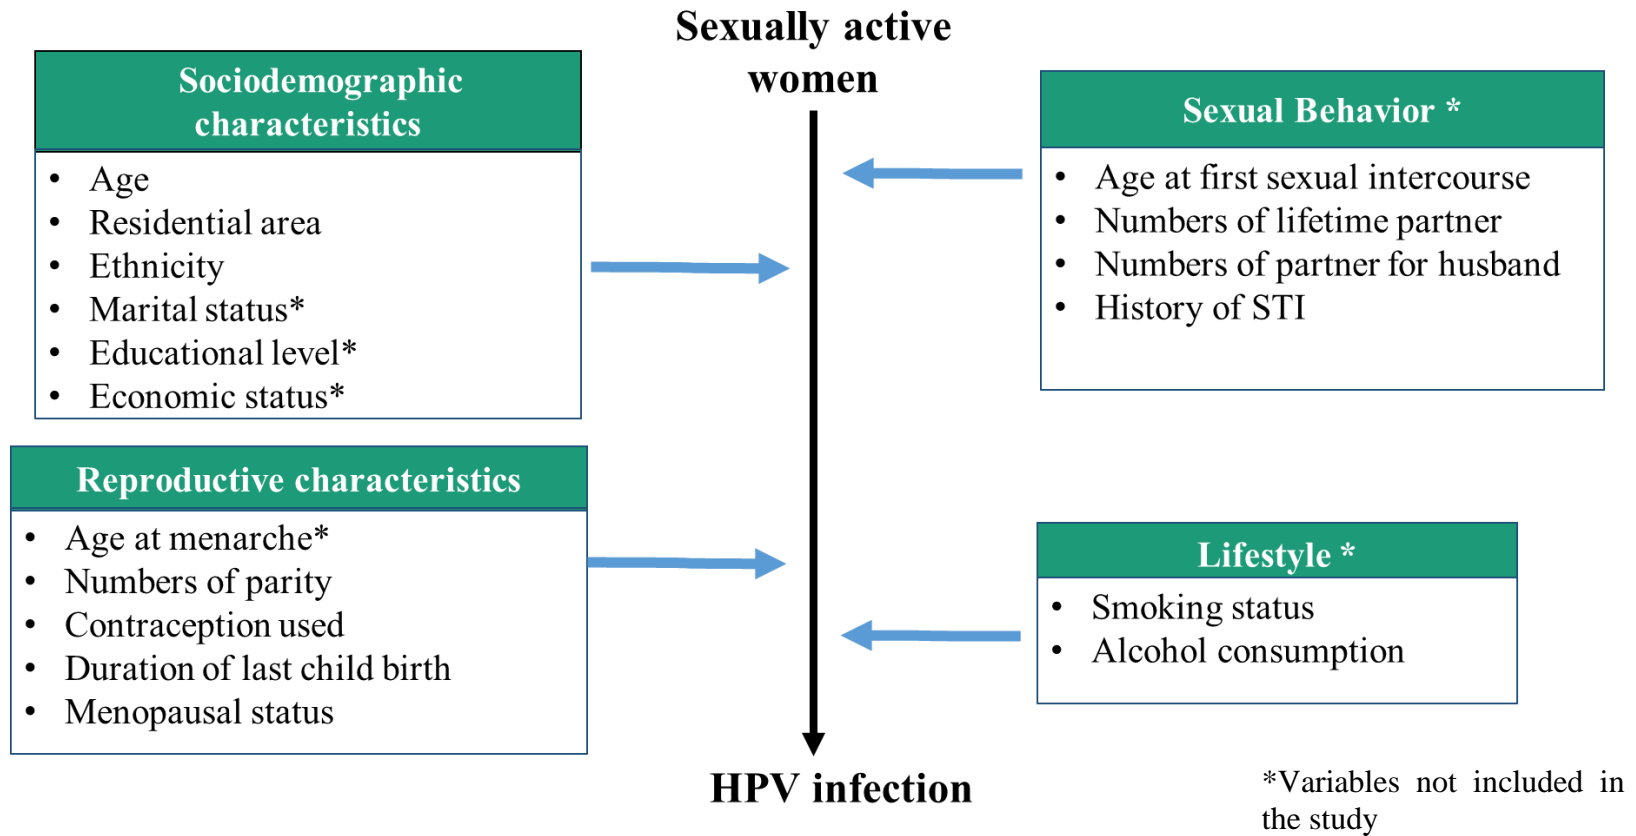 Sexually active
women
Sociodemographic
characteristics
• Age
• Residential area
• Ethnicity
• Marital status*
• Educational level*
• Economic status*
Sexual Behavior *
• Age at first sexual intercourse
• Numbers of lifetime partner
• Numbers of partner for husband
• History of STI
Reproductive characteristics
• Age at menarche*
• Numbers of parity
• Contraception used
• Duration of last child birth
• Menopausal status
Lifestyle *
• Smoking status
• Alcohol consumption
HPV infection
*Variables not included in
the study